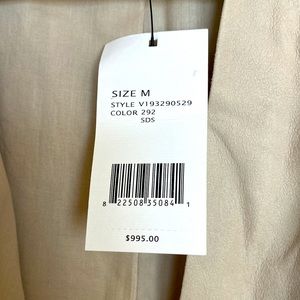 SIZE M
STYLE V193290529
COLOR 292
SDS
8 22508 35084 1
$995.00